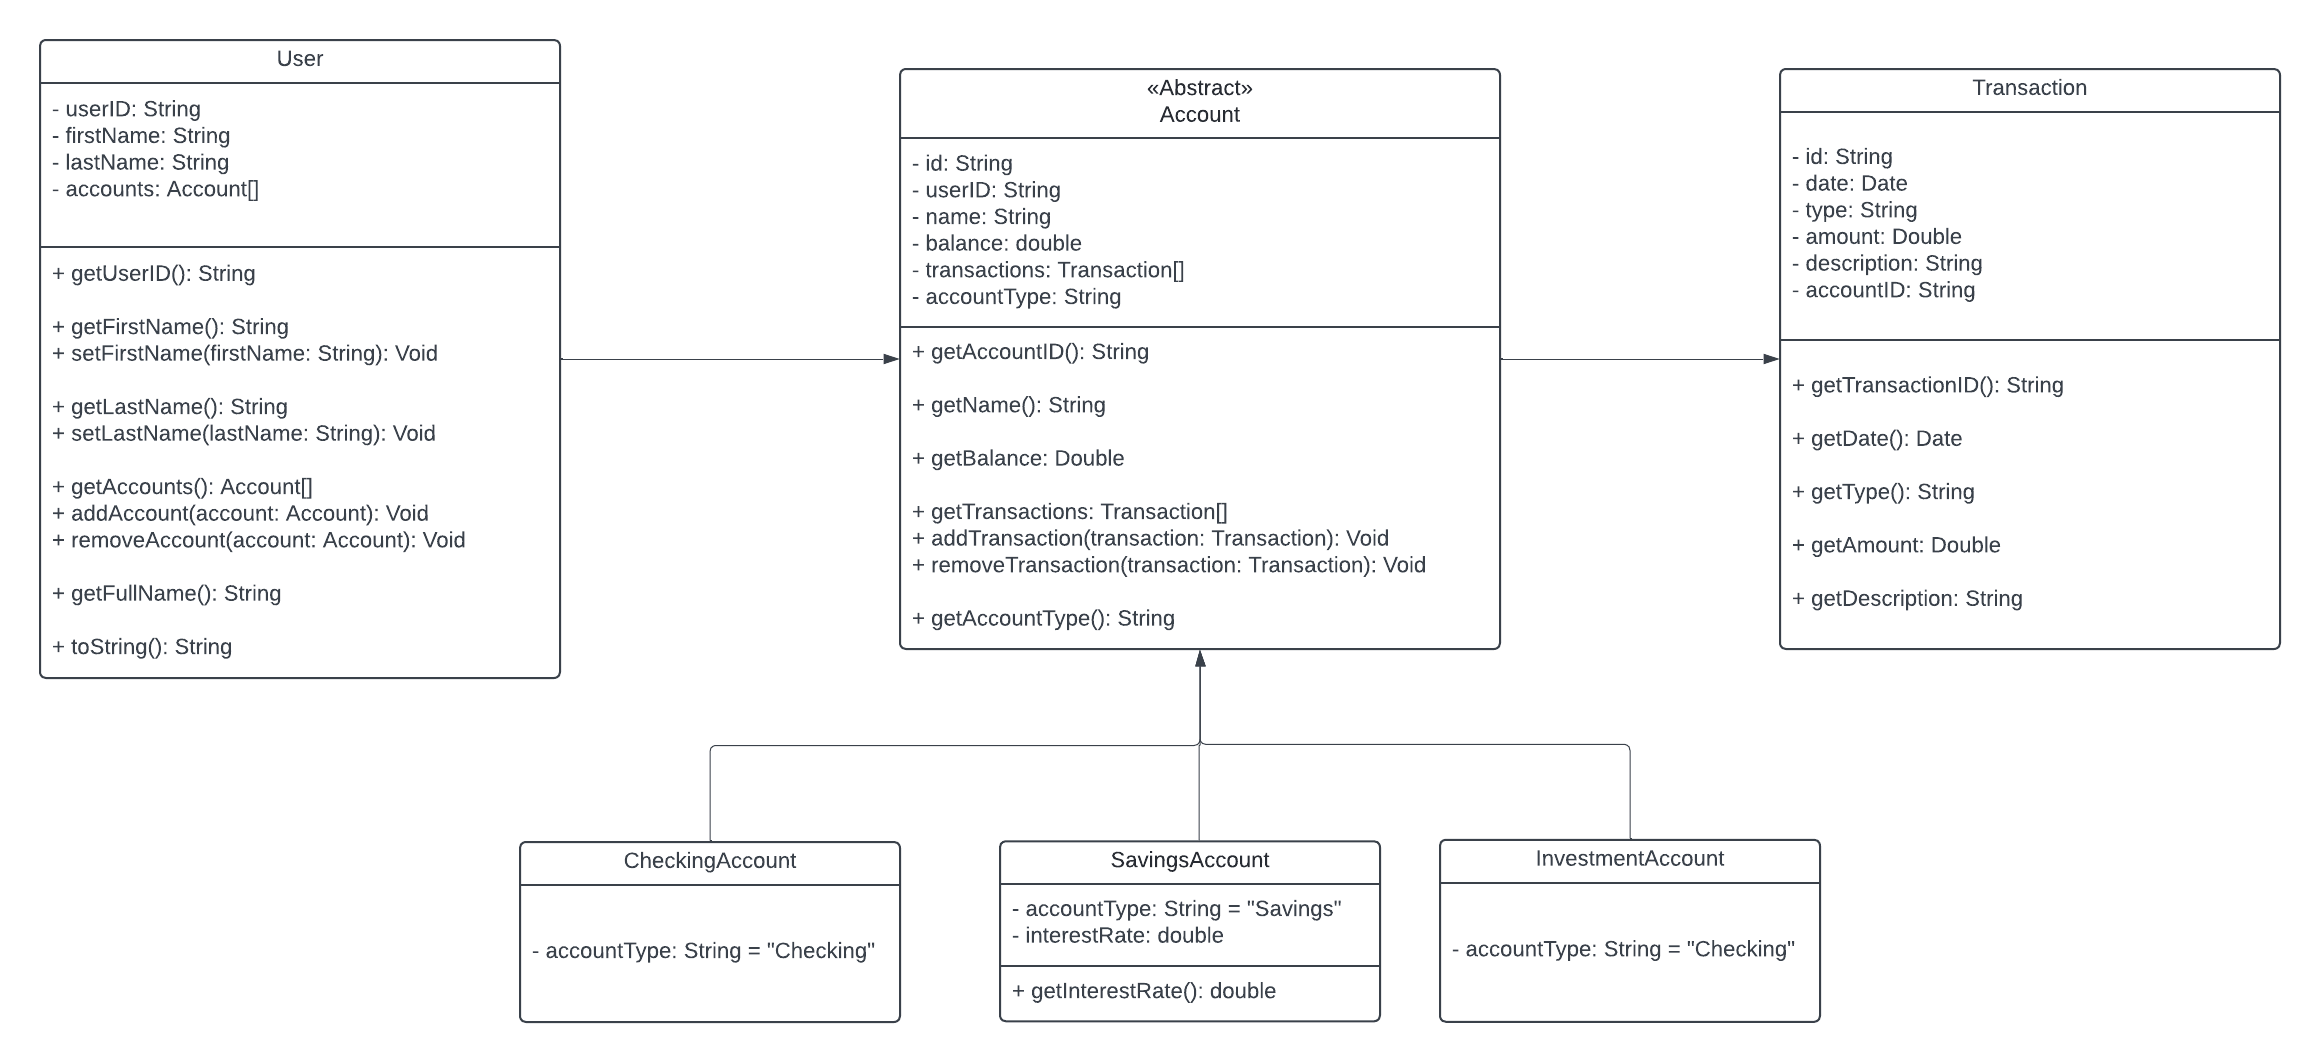 User
- userID: String
- firstName: String
- lastName: String
- accounts: Account[]
+ getUserID(): String
+ getFirstName(): String
+ setFirstName(firstName: String): Void
+ getLastName(): String
+ setLastName(lastName: String): Void
+ getAccounts(): Account[]
+ addAccount(account: Account): Void
+ removeAccount(account: Account): Void
+ getFullName(): String
+ toString(): String
«Abstract»
Account
- id: String
- userID: String
- name: String
- balance: double
- transactions: Transaction[]
- accountType: String
+ getAccountID(): String
+ getName(): String
+ getBalance: Double
+ getTransactions: Transaction[]
+ addTransaction(transaction: Transaction): Void
+ removeTransaction(transaction: Transaction): Void
+ getAccountType(): String
Transaction
- id: String
- date: Date
- type: String
- amount: Double
- description: String
- accountID: String
+ getTransactionID(): String
+ getDate(): Date
+ getType(): String
+ getAmount: Double
+ getDescription: String
CheckingAccount
- accountType: String = "Checking"
SavingsAccount
- accountType: String = "Savings"
- interestRate: double
+ getInterestRate(): double
InvestmentAccount
- accountType: String = "Checking"